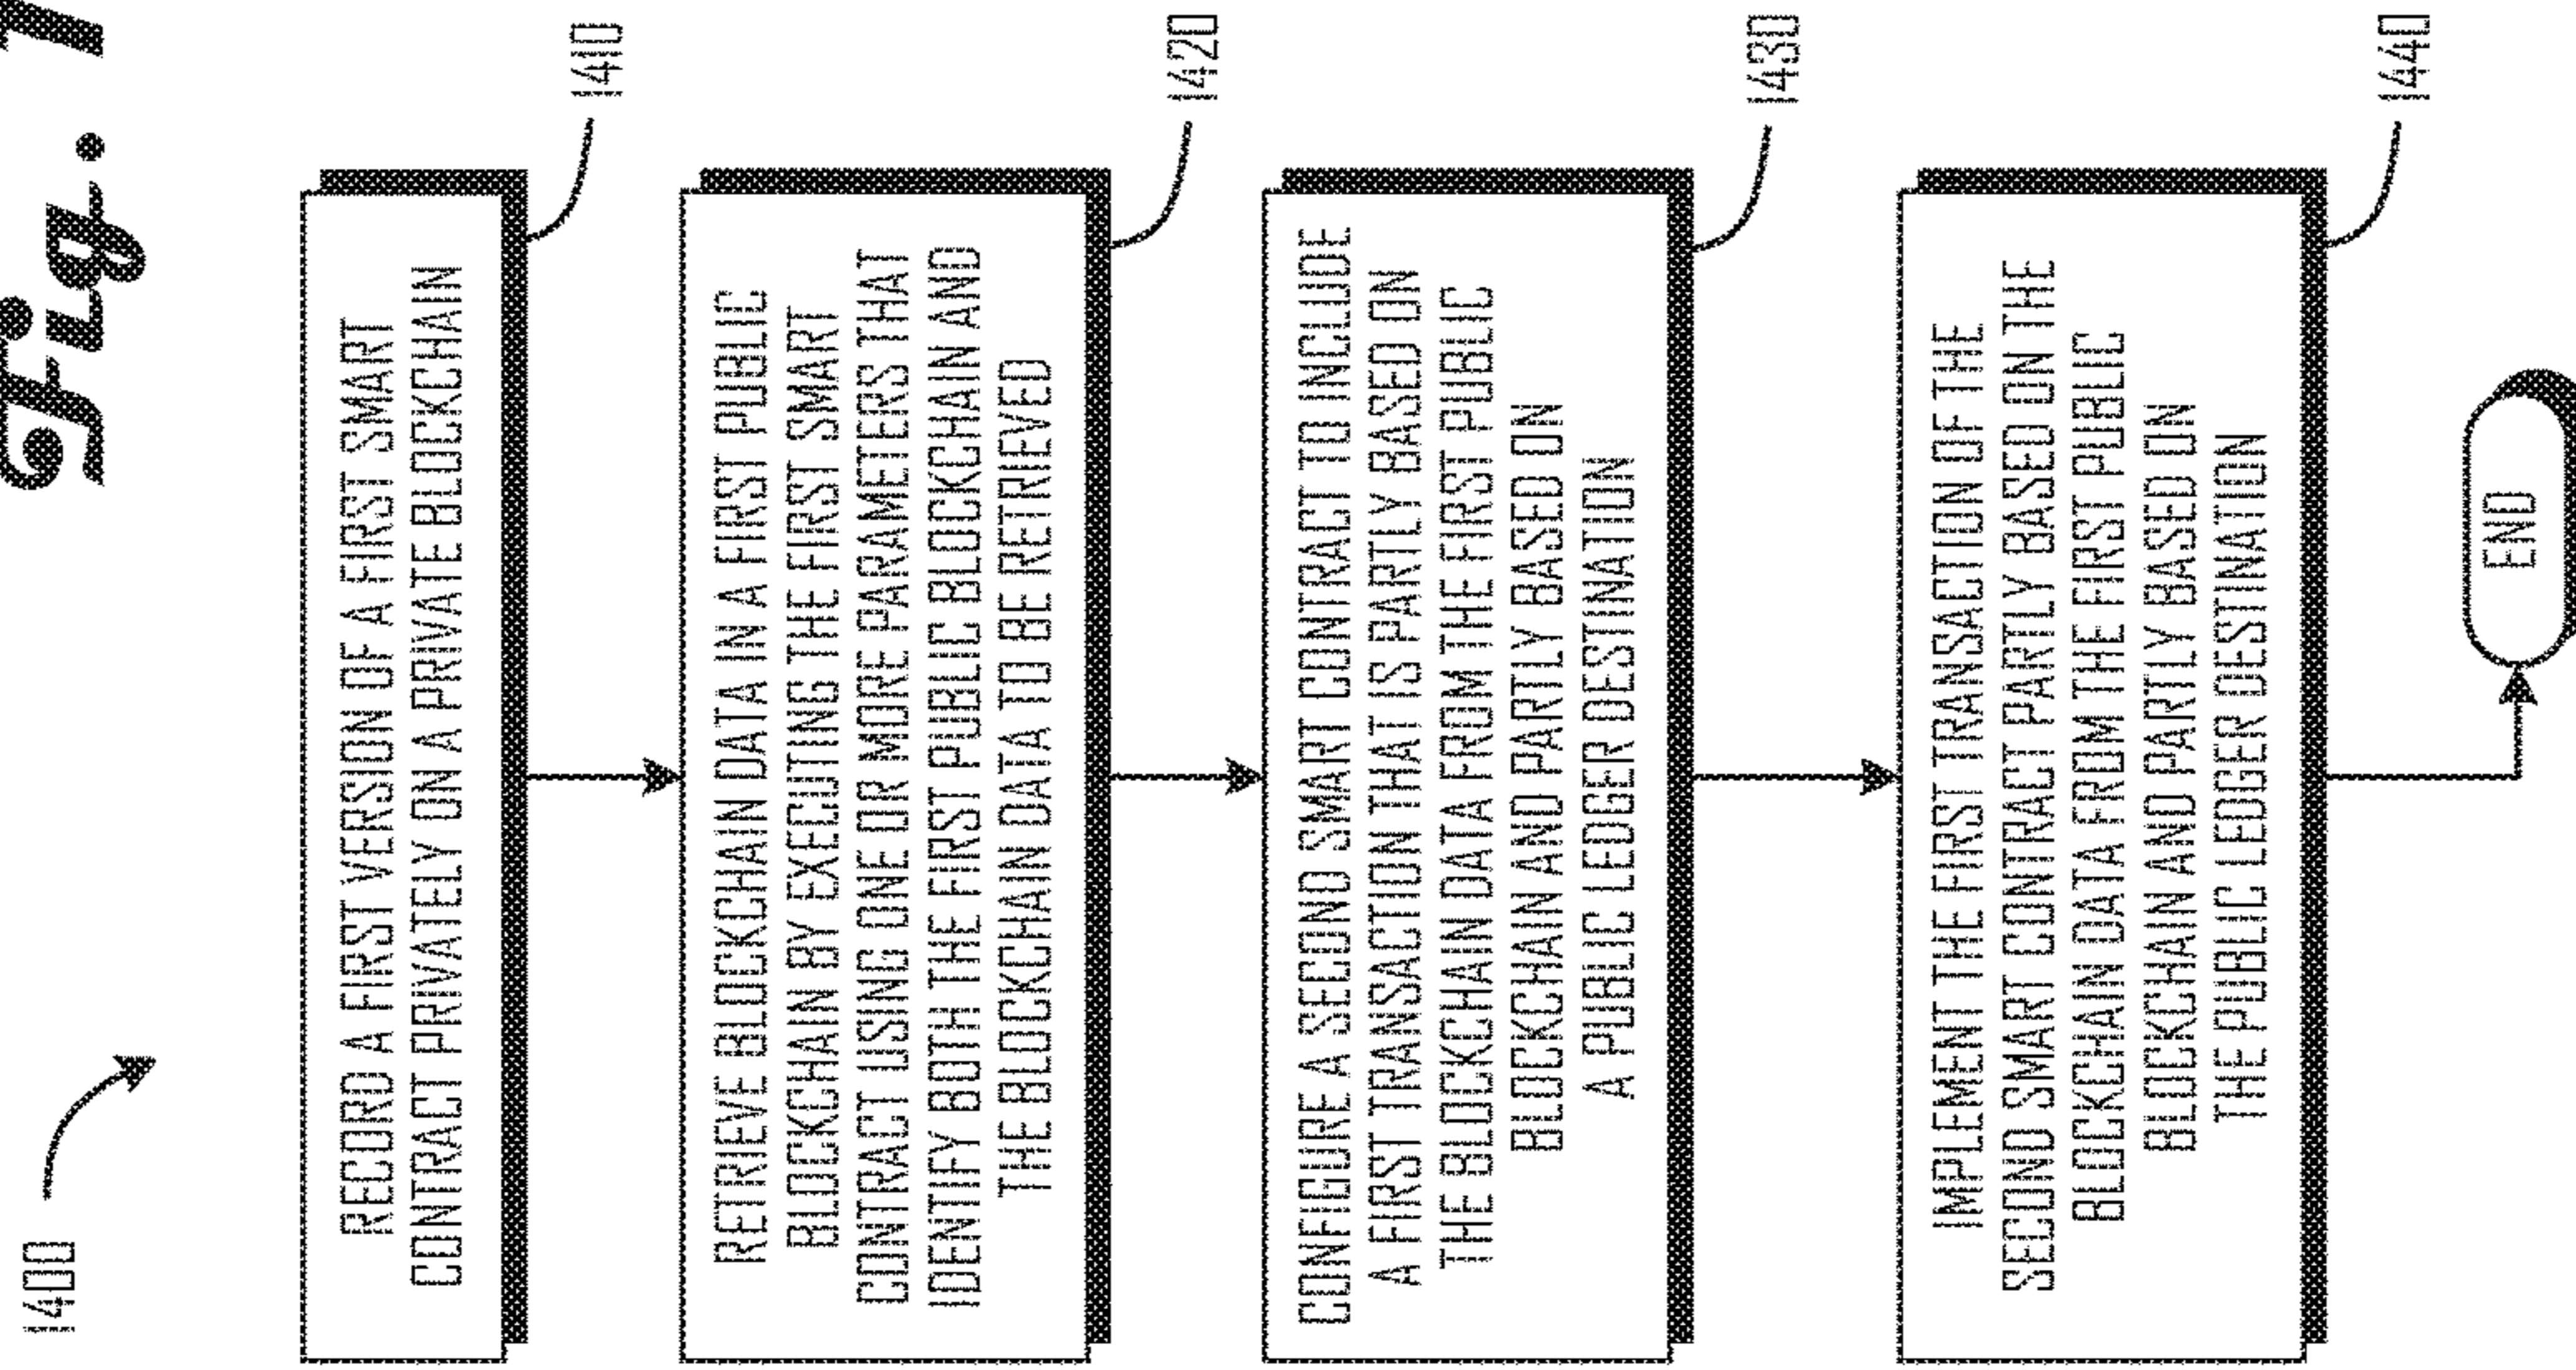 Fig. 1
1400
RECORD A FIRST VERSION OF A FIRST SMART
CONTRACT PRIVATELY ON A PRIVATE BLOCKCHAIN
1410
RETRIEVE BLOCKCHAIN DATA IN A FIRST PUBLIC
BLOCKCHAIN BY EXECUTING THE FIRST SMART
CONTRACT USING ONE OR MORE PARAMETERS THAT
IDENTIFY BOTH THE FIRST PUBLIC BLOCKCHAIN AND
THE BLOCKCHAIN DATA TO BE RETRIEVED
1420
CONFIGURE A SECOND SMART CONTRACT TO INCLUDE
A FIRST TRANSACTION THAT IS PARTLY BASED ON
THE BLOCKCHAIN DATA FROM THE FIRST PUBLIC
BLOCKCHAIN AND PARTLY BASED ON
A PUBLIC LEDGER DESTINATION
1430
IMPLEMENT THE FIRST TRANSACTION OF THE
SECOND SMART CONTRACT PARTLY BASED ON THE
BLOCKCHAIN DATA FROM THE FIRST PUBLIC
BLOCKCHAIN AND PARTLY BASED ON
THE PUBLIC LEDGER DESTINATION
1440
END